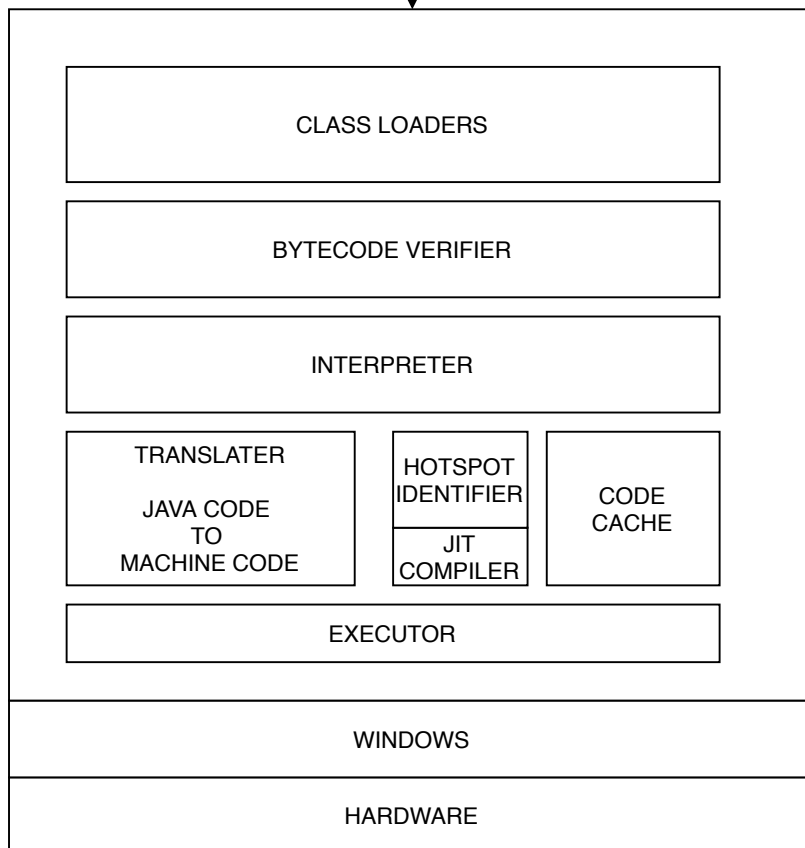 CLASS LOADERS
BYTECODE VERIFIER
INTERPRETER
TRANSLATER
JAVA CODE
TO
MACHINE CODE
HOTSPOT
IDENTIFIER
JIT
COMPILER
CODE
CACHE
EXECUTOR
WINDOWS
HARDWARE